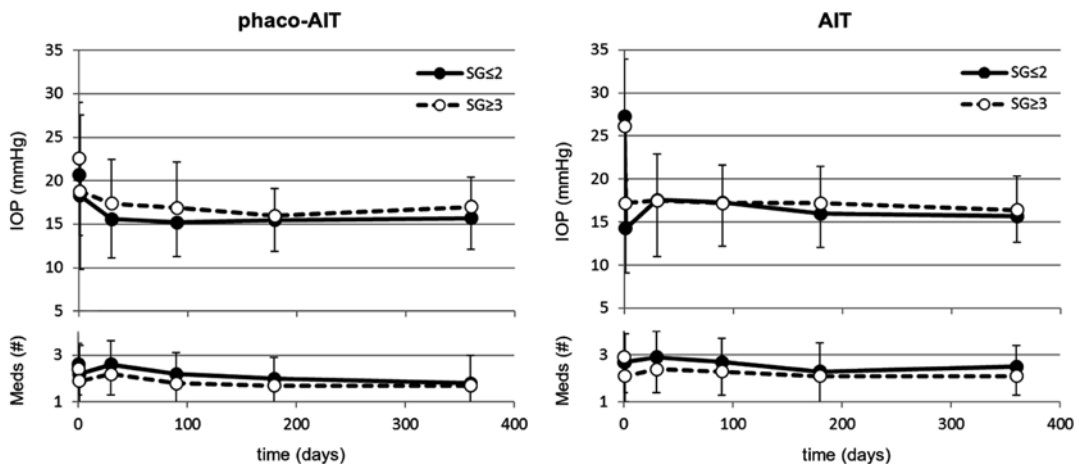 phaco-AIT
35
30
25
20
15
10
5
IOP (mmHg)
SG≤2
SG≥3
3
1
Meds (#)
0
100
200
300
400
time (days)
AIT
35
30
25
20
15
10
5
IOP (mmHg)
SG≤2
SG≥3
3
1
Meds (#)
0
100
200
300
400
time (days)